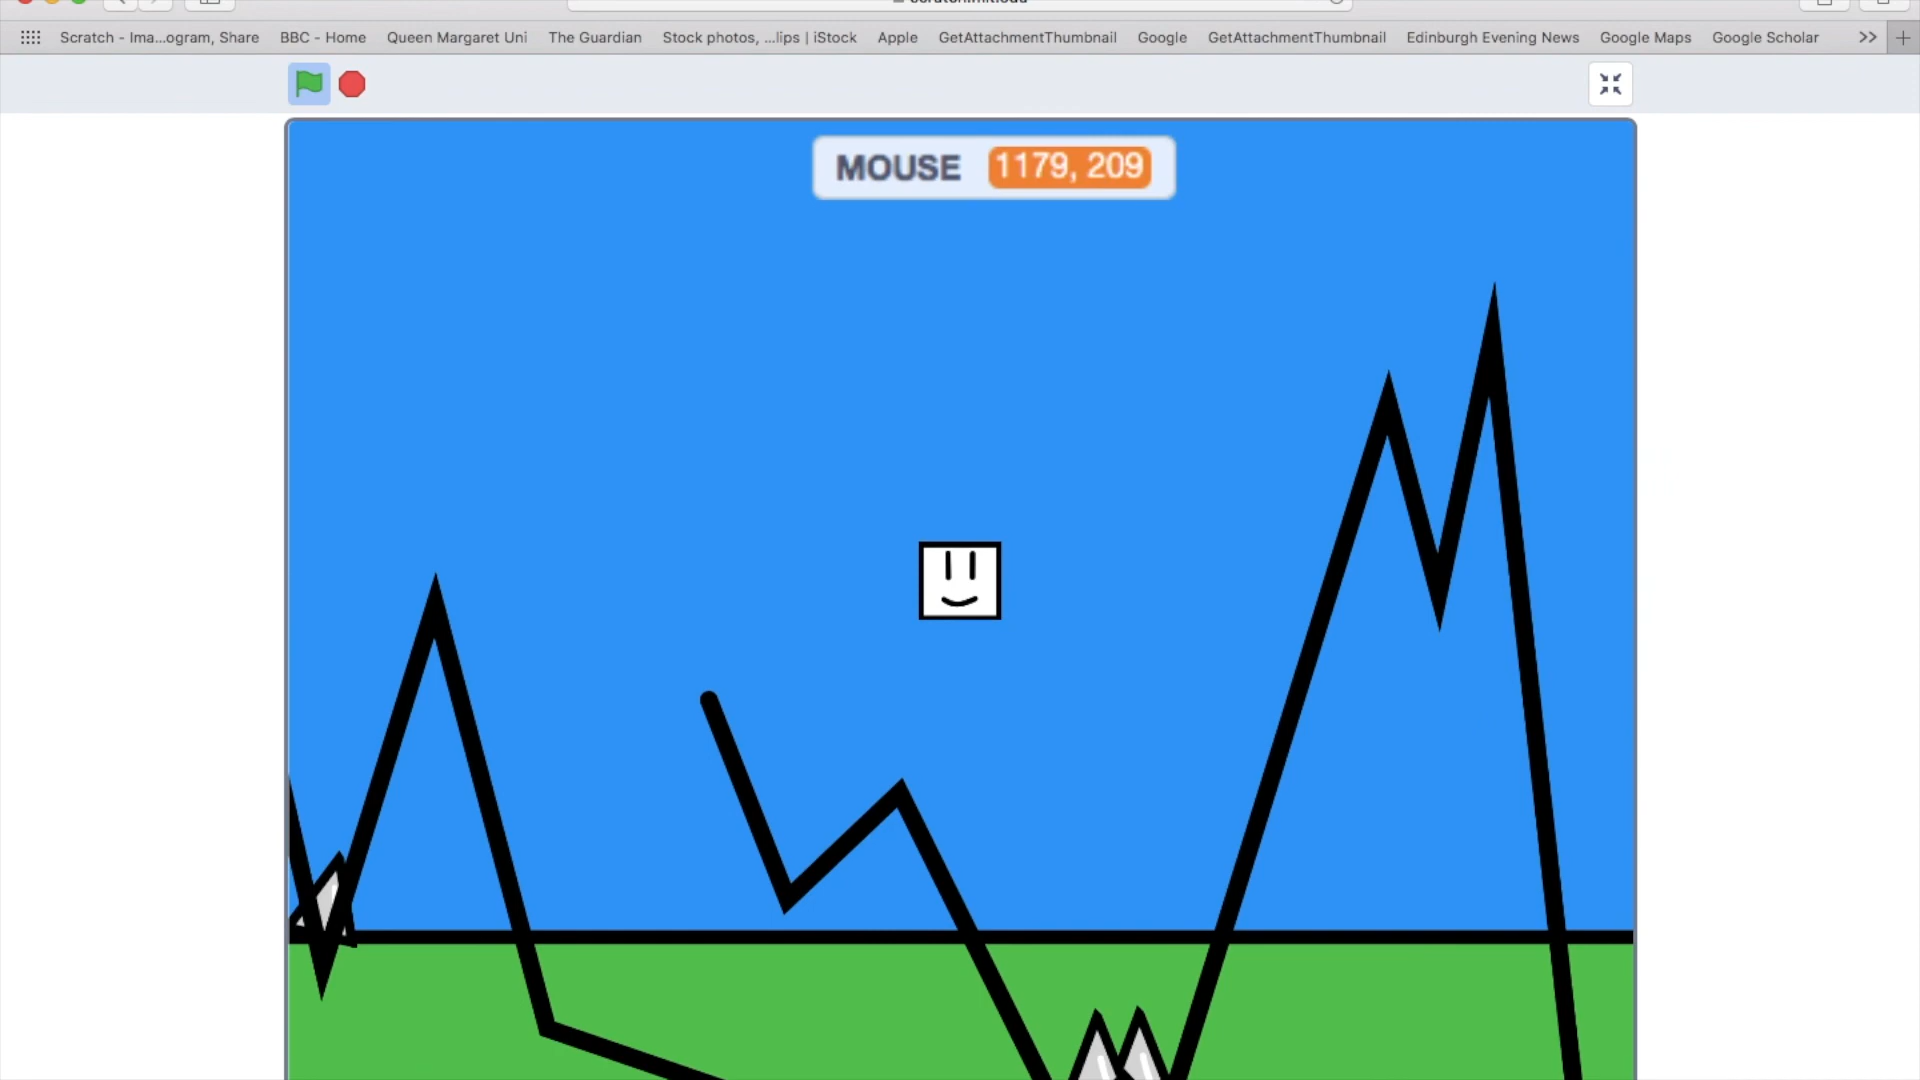 Scratch - Ima...ogram, Share BBC - Home Queen Margaret Uni The Guardian Stock photos, ...lips | iStock Apple GetAttachmentThumbnail Google GetAttachmentThumbnail Edinburgh Evening News Google Maps Google Scholar >>
MOUSE 1179, 209